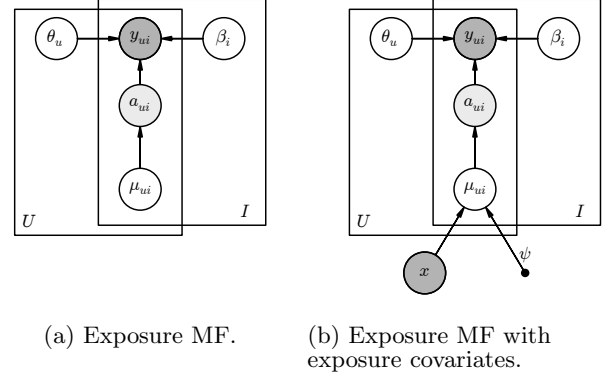 θ_u y_ui β_i
a_ui
μ_ui
U I
(a) Exposure MF.
θ_u y_ui β_i
a_ui
μ_ui
U I
x ψ
(b) Exposure MF with
exposure covariates.